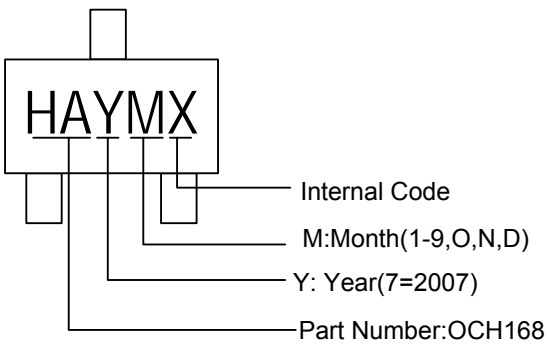 HAYMX
Internal Code
M:Month(1-9,O,N,D)
Y: Year(7=2007)
Part Number:OCH168